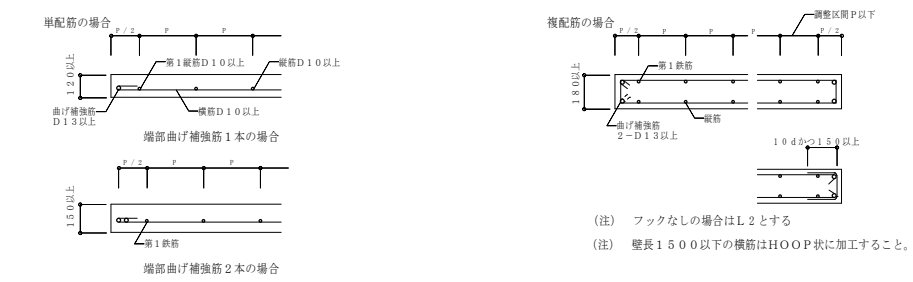 単配筋の場合
P/2 P P
120以上
第1縦筋D10以上
縦筋D10以上
曲げ補強筋
D13以上
横筋D10以上
端部曲げ補強筋1本の場合
P/2 P P
150以上
第1鉄筋
端部曲げ補強筋2本の場合
複配筋の場合
調整区間P以下
P/2 P P P P/2
180以上
第1鉄筋
曲げ補強筋
2-D13以上
縦筋
10dかつ150以上
(注) フックなしの場合はL2とする
(注) 壁長1500以下の横筋はHOOP状に加工すること。